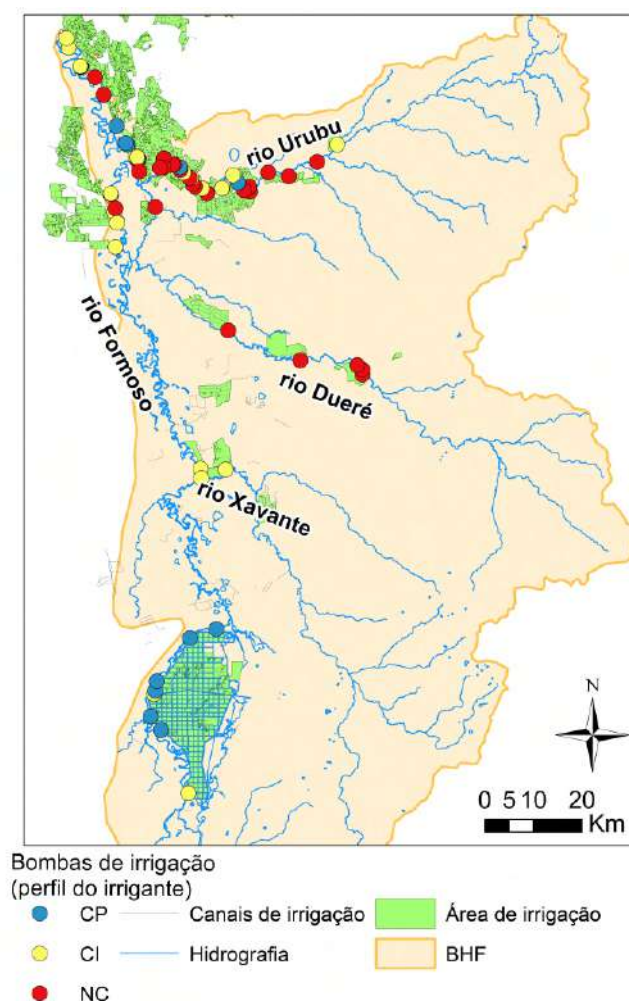 rio Urubu
rio Formoso
rio Dueré
rio Xavante
N
0 5 10 20
Km
Bombas de irrigação
(perfil do irrigante)
CP Canais de irrigação Área de irrigação
CI Hidrografia BHF
NC